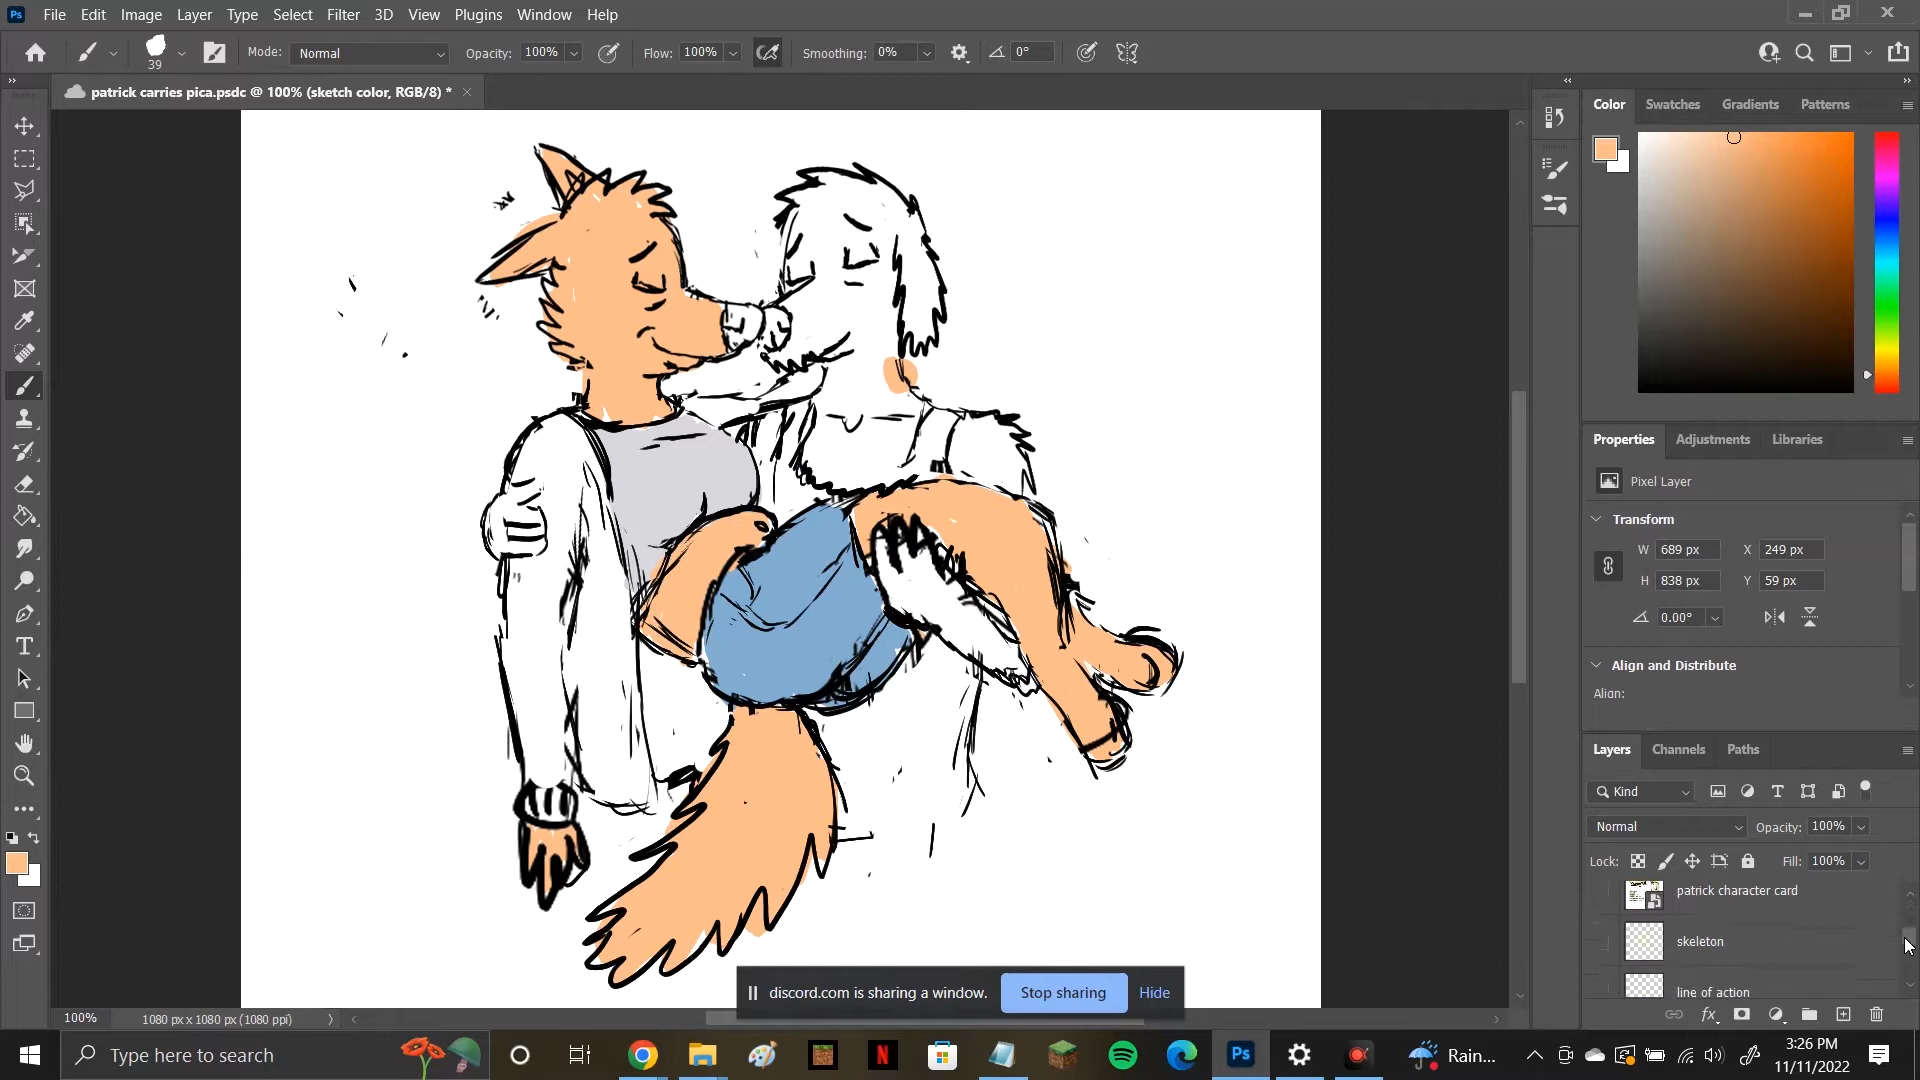 Ps File Edit Image Layer Type Select Filter 3D View Plugins Window Help
39 Mode: Normal Opacity: 100% Flow: 100% Smoothing: 0% 0°
patrick carries pica.psdc @ 100% (sketch color, RGB/8) *
Color Swatches Gradients Patterns
Properties Adjustments Libraries
Pixel Layer
Transform
W 689 px X 249 px
H 838 px Y 59 px
0.00°
Align and Distribute
Align:
Layers Channels Paths
Kind
Normal Opacity: 100%
Lock: Fill: 100%
patrick character card
skeleton
line of action
discord.com is sharing a window. Stop sharing Hide
100% 1080 px x 1080 px (1080 ppi)
Type here to search
Ps
Rain...
3:26 PM
11/11/2022